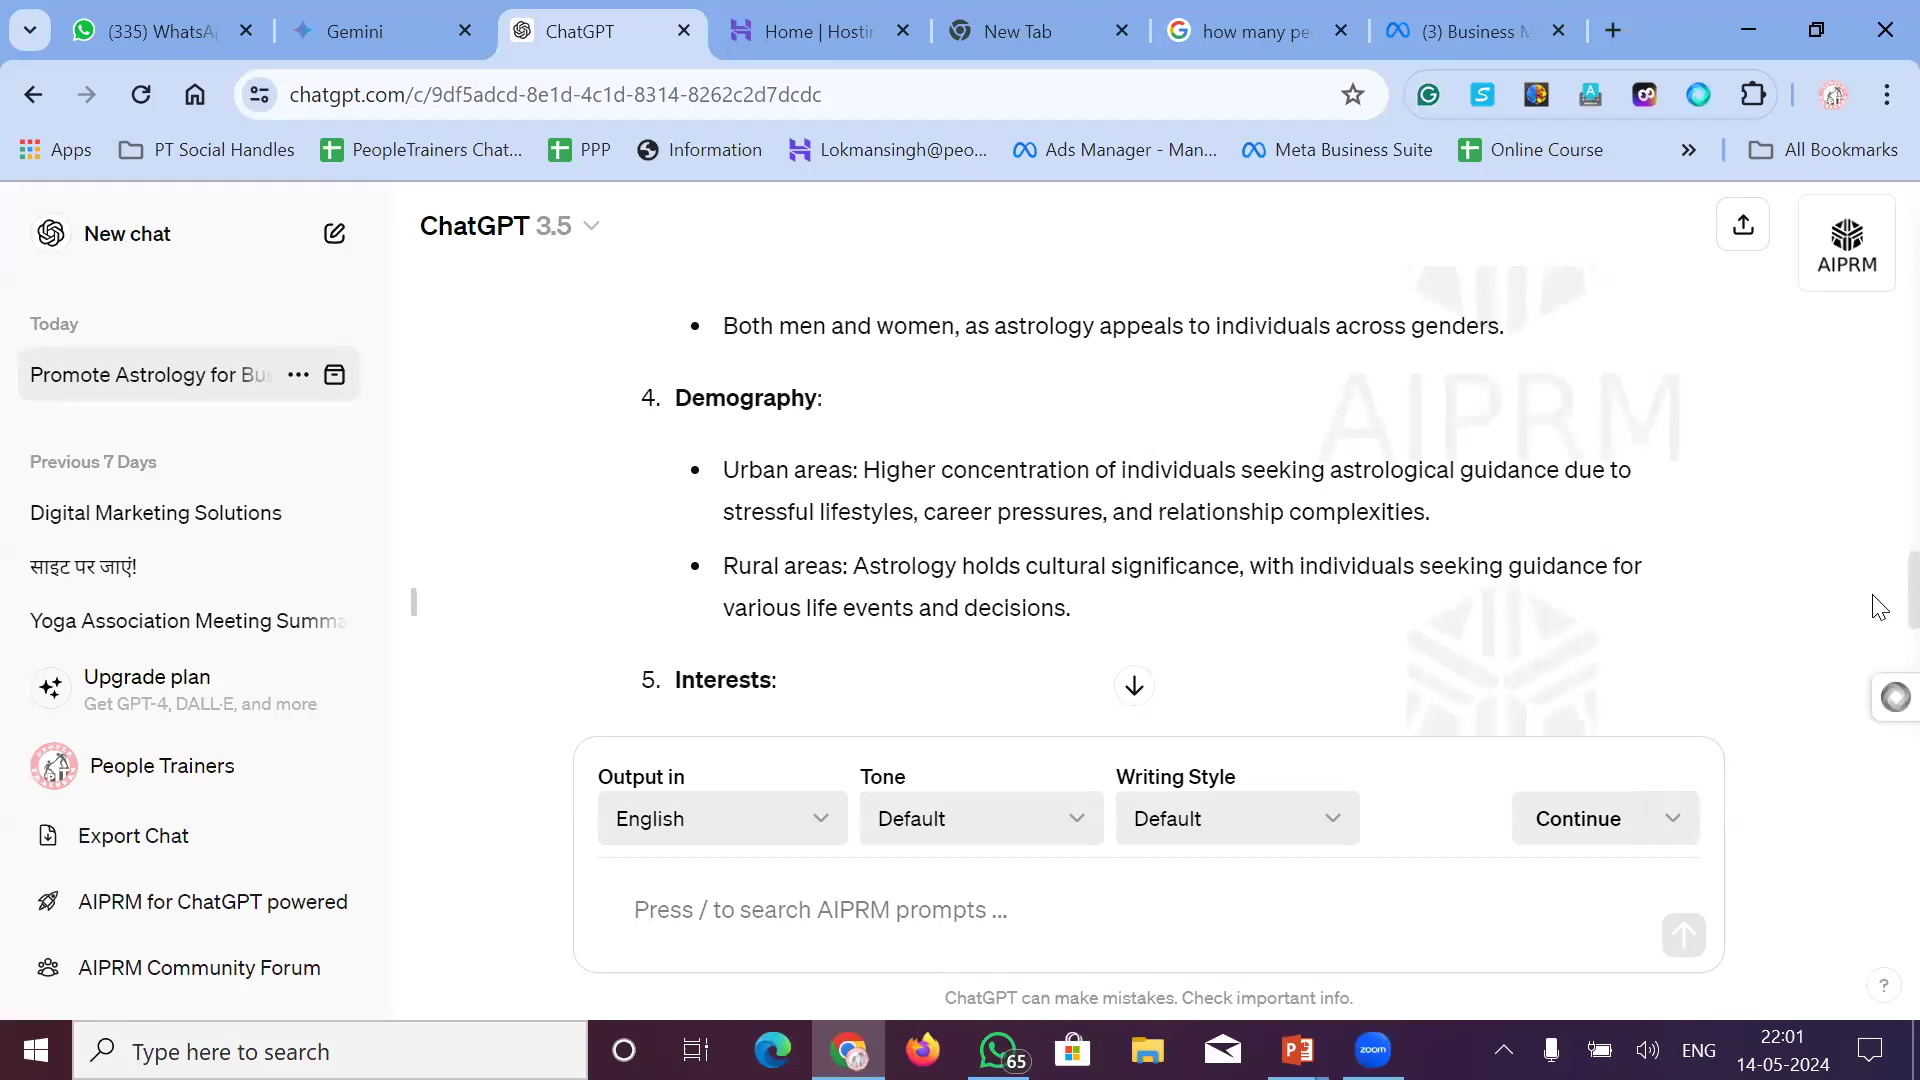 (335) WhatsA
Gemini
ChatGPT
Home | Hostin
New Tab
how many pe
(3) Business M
chatgpt.com/c/9df5adcd-8e1d-4c1d-8314-8262c2d7dcdc
Apps
PT Social Handles
PeopleTrainers Chat...
PPP
Information
Lokmansingh@peo...
Ads Manager - Man...
Meta Business Suite
Online Course
»
All Bookmarks
New chat
ChatGPT 3.5
AIPRM
Today
Promote Astrology for Bus
Previous 7 Days
Digital Marketing Solutions
साइट पर जाएं!
Yoga Association Meeting Summa
Upgrade plan
Get GPT-4, DALL·E, and more
People Trainers
Export Chat
AIPRM for ChatGPT powered
AIPRM Community Forum
• Both men and women, as astrology appeals to individuals across genders.
AIPRM
4. Demography:
• Urban areas: Higher concentration of individuals seeking astrological guidance due to
stressful lifestyles, career pressures, and relationship complexities.
• Rural areas: Astrology holds cultural significance, with individuals seeking guidance for
various life events and decisions.
5. Interests:
Output in
Tone
Writing Style
English
Default
Default
Continue
Press / to search AIPRM prompts ...
ChatGPT can make mistakes. Check important info.
?
Type here to search
65
zoom
ENG
22:01
14-05-2024